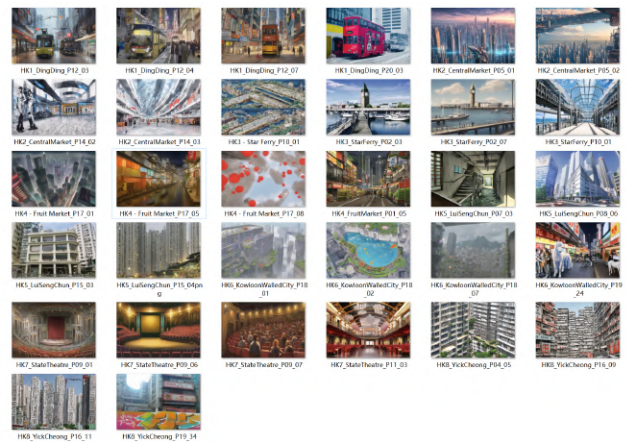 HK1_DingDing_P12_03
HK1_DingDing_P12_04
HK1_DingDing_P12_07
HK1_DingDing_P20_03
HK2_CentralMarket_P05_01
HK2_CentralMarket_P05_02
HK2_CentralMarket_P14_02
HK2_CentralMarket_P14_03
HK3 - Star Ferry_P10_01
HK3_StarFerry_P02_03
HK3_StarFerry_P02_07
HK3_StarFerry_P10_01
HK4 - Fruit Market_P17_01
HK4 - Fruit Market_P17_05
HK4 - Fruit Market_P17_08
HK4_FruitMarket_P01_05
HK5_LuiSengChun_P07_03
HK5_LuiSengChun_P08_06
HK5_LuiSengChun_P15_03
HK5_LuiSengChun_P15_04pn
g
HK6_KowloonWalledCity_P18
_01
HK6_KowloonWalledCity_P18
_02
HK6_KowloonWalledCity_P18
_07
HK6_KowloonWalledCity_P19
_24
HK7_StateTheatre_P09_01
HK7_StateTheatre_P09_06
HK7_StateTheatre_P09_07
HK7_StateTheatre_P11_03
HK8_YickCheong_P04_05
HK8_YickCheong_P16_09
HK8_YickCheong_P16_11
HK8_YickCheong_P19_34